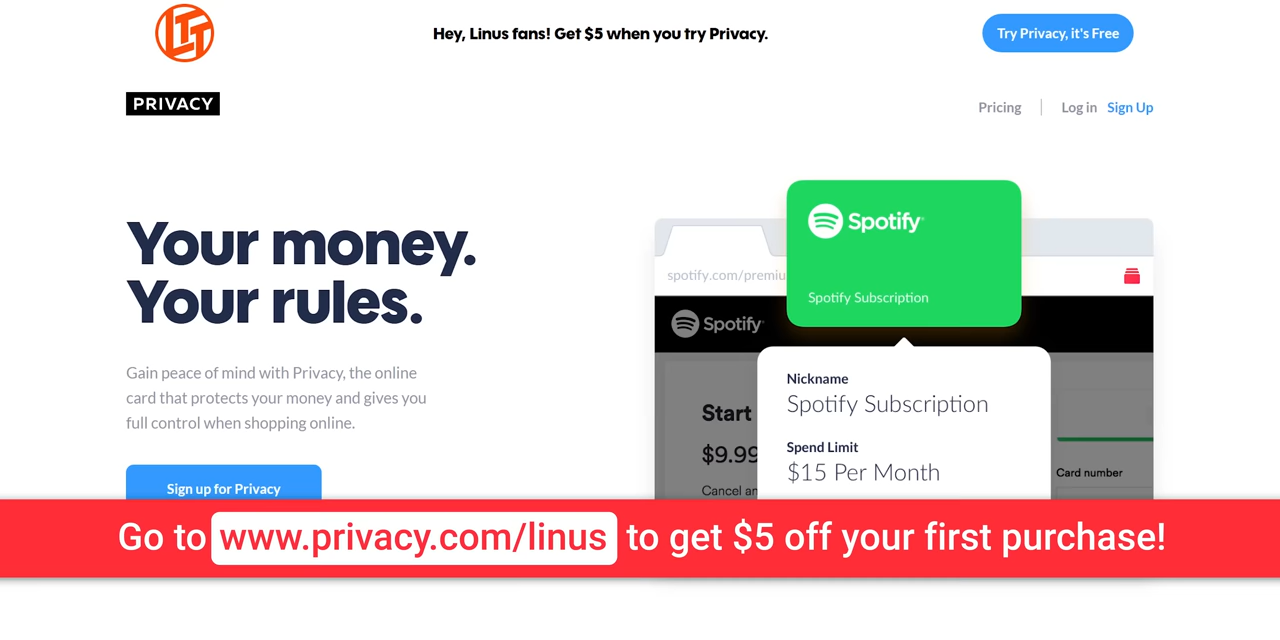 LTT
Hey, Linus fans! Get $5 when you try Privacy.
Try Privacy, it's Free
PRIVACY
Pricing
Log in
Sign Up
Your money.
Your rules.
Gain peace of mind with Privacy, the online
card that protects your money and gives you
full control when shopping online.
Sign up for Privacy
Spotify
Spotify Subscription
spotify.com/premiu
Spotify
Nickname
Spotify Subscription
Spend Limit
$15 Per Month
Start
$9.99
Cancel an
Card number
Go to www.privacy.com/linus to get $5 off your first purchase!